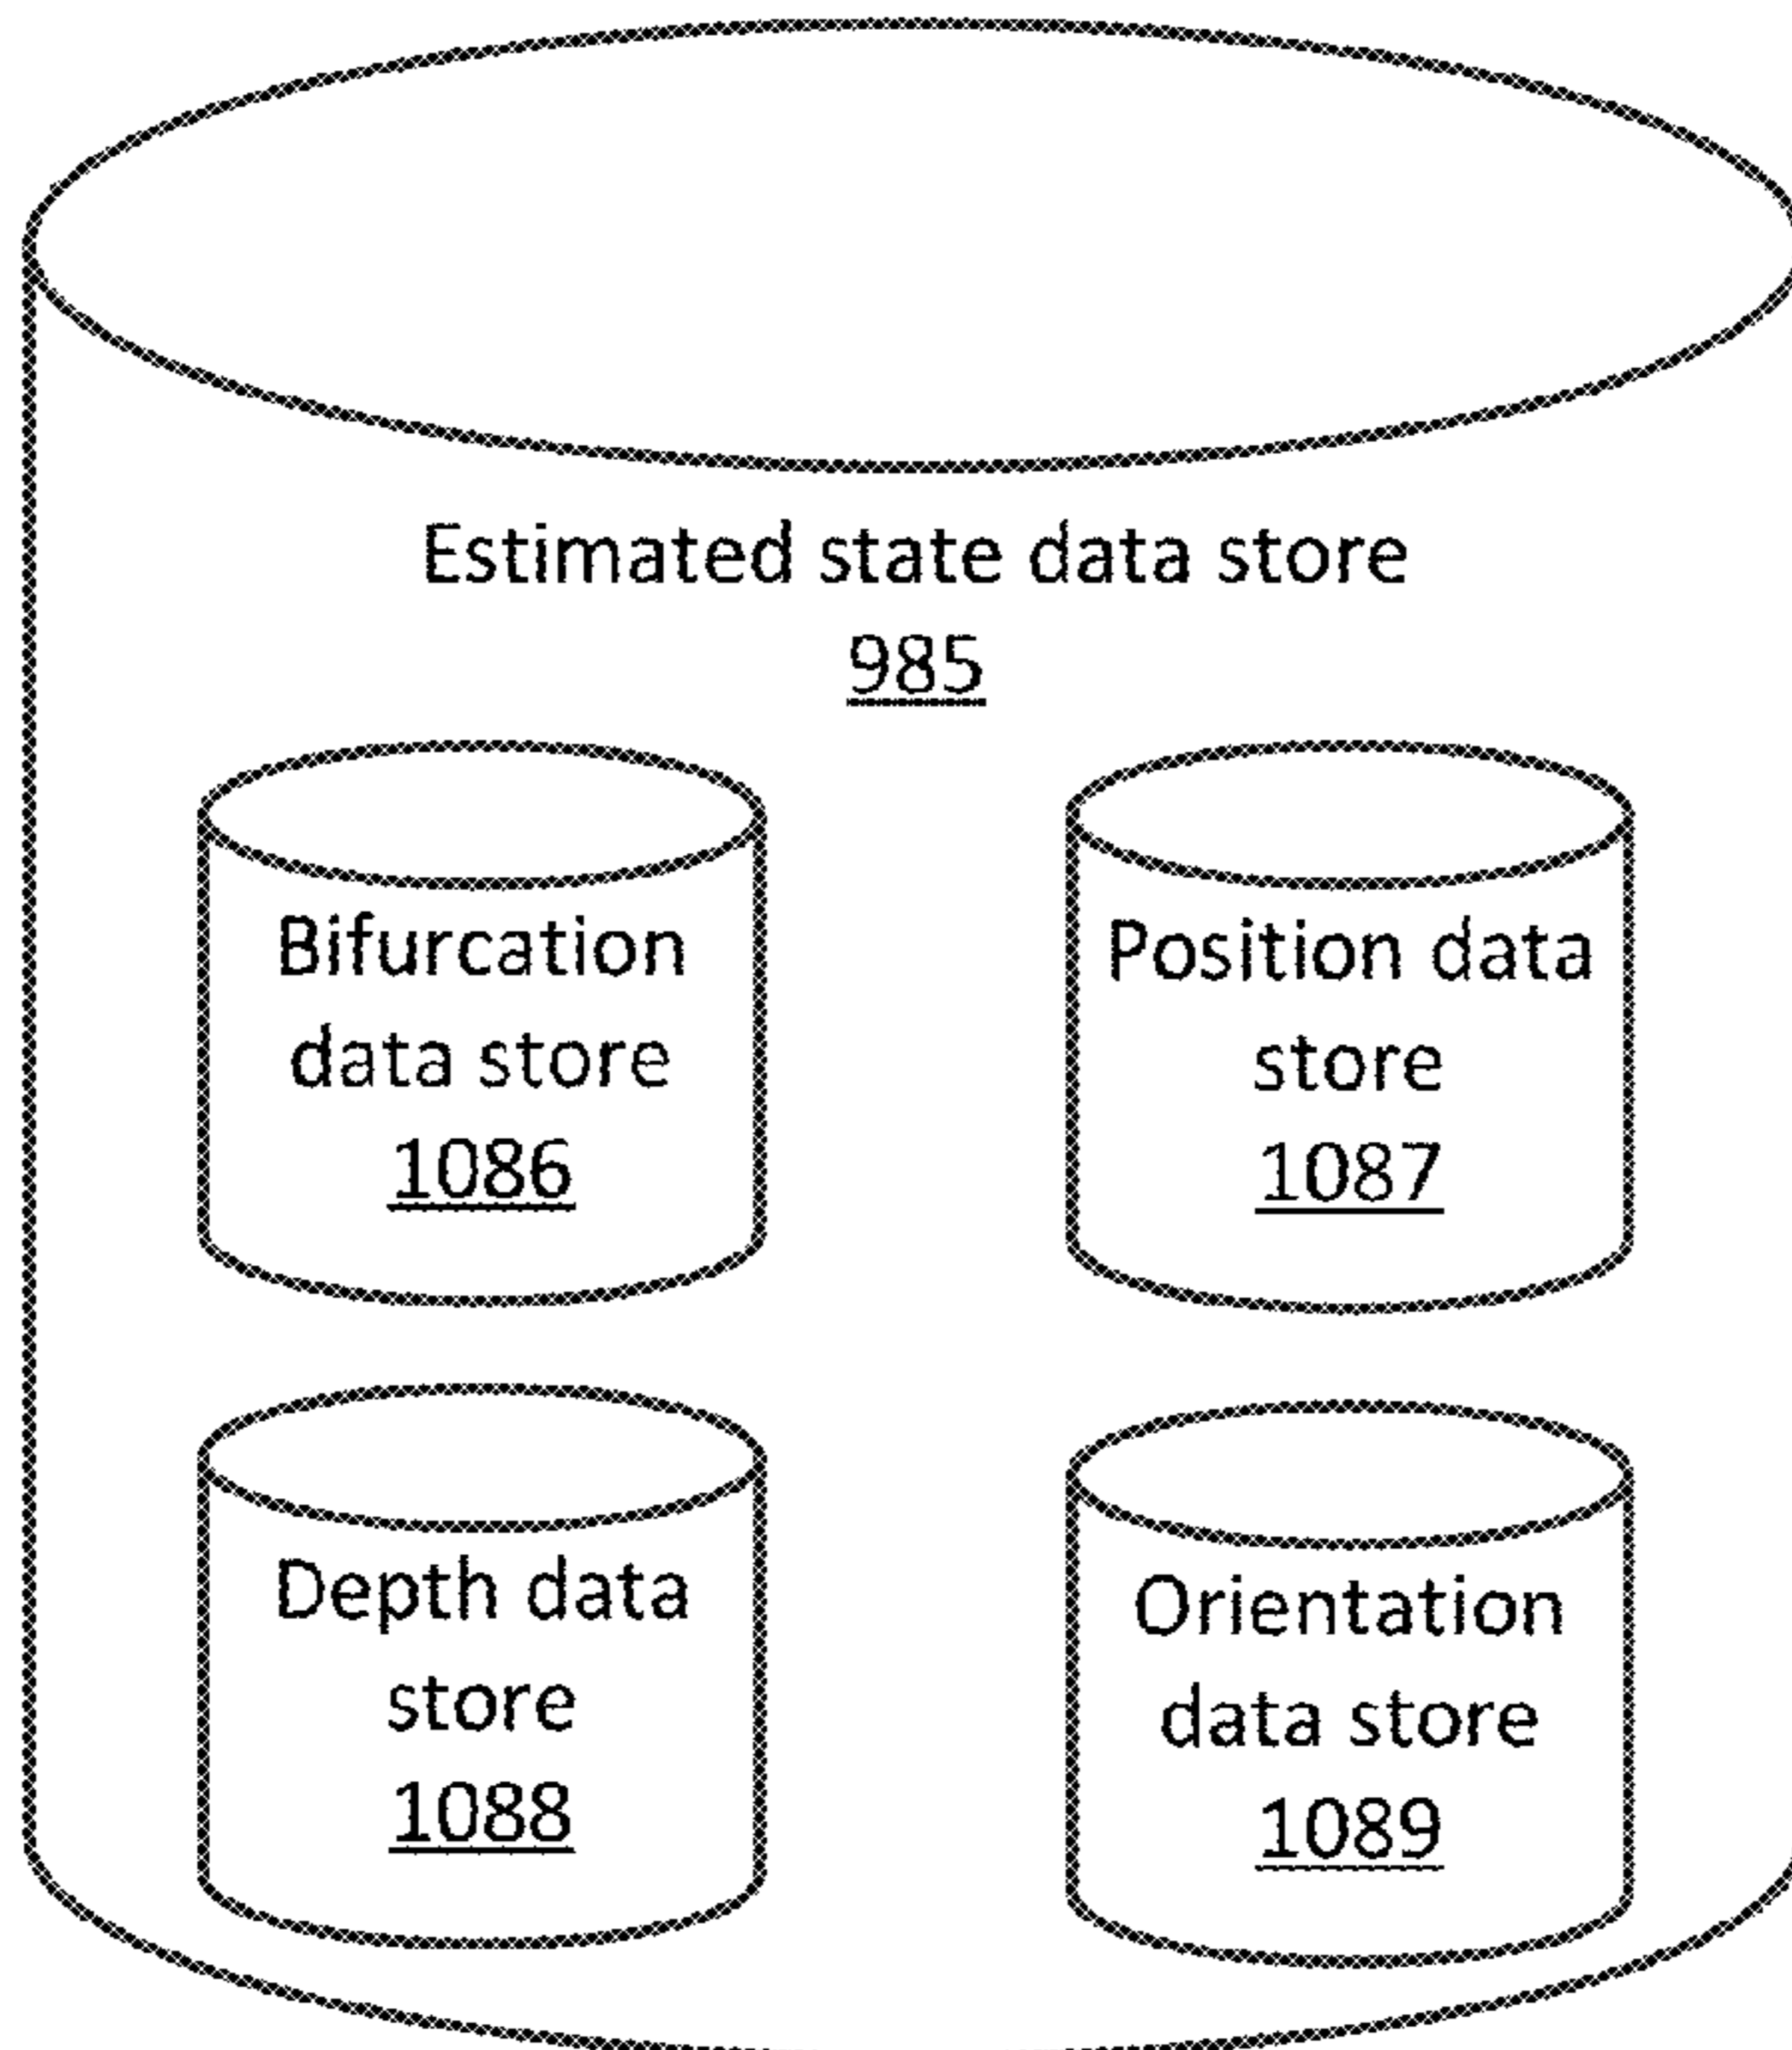 Estimated state data store
985
Bifurcation
data store
1086
Position data
store
1087
Depth data
store
1088
Orientation
data store
1089